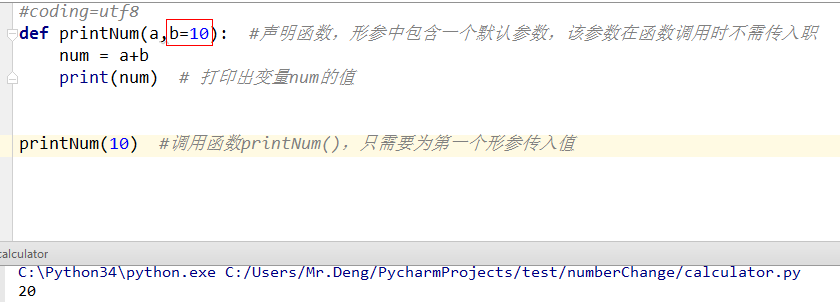 #coding=utf8
def printNum(a,b=10):  #声明函数，形参中包含一个默认参数，该参数在函数调用时不需传入职
    num = a+b
    print(num)  # 打印出变量num的值
printNum(10)  #调用函数printNum()，只需要为第一个形参传入值
calculator
C:\Python34\python.exe C:/Users/Mr.Deng/PycharmProjects/test/numberChange/calculator.py
20